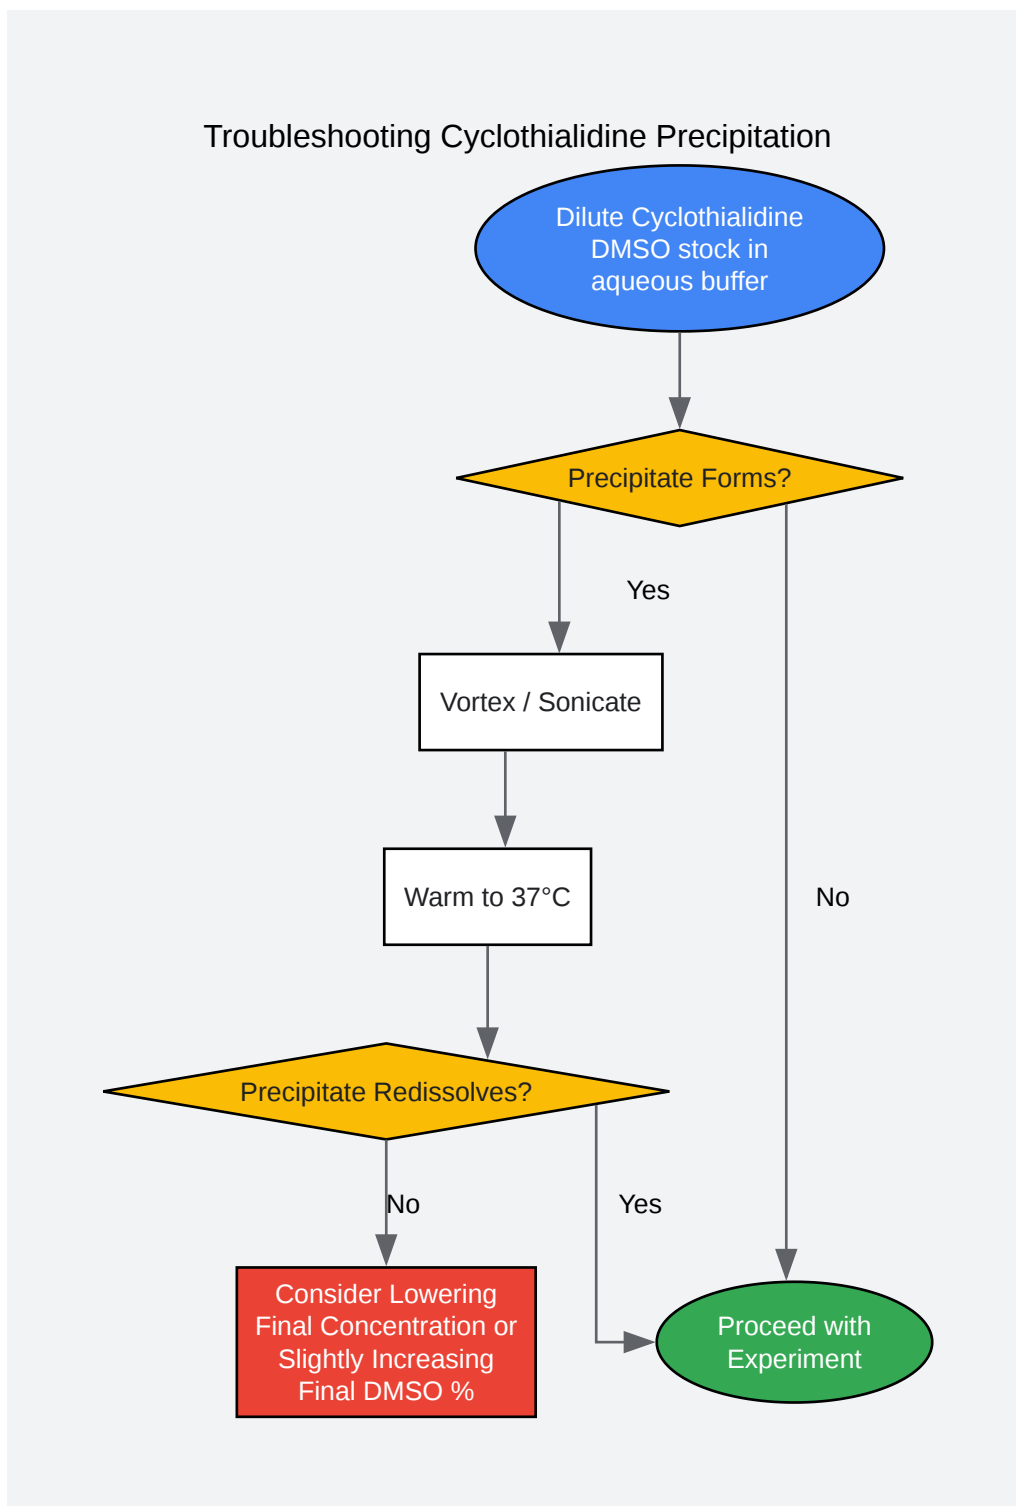 Troubleshooting Cyclothialidine Precipitation
Dilute Cyclothialidine
DMSO stock in
aqueous buffer
Precipitate Forms?
Yes
Vortex / Sonicate
Warm to 37°C
No
Precipitate Redissolves?
No
Yes
Consider Lowering
Final Concentration or
Slightly Increasing
Final DMSO %
Proceed with
Experiment